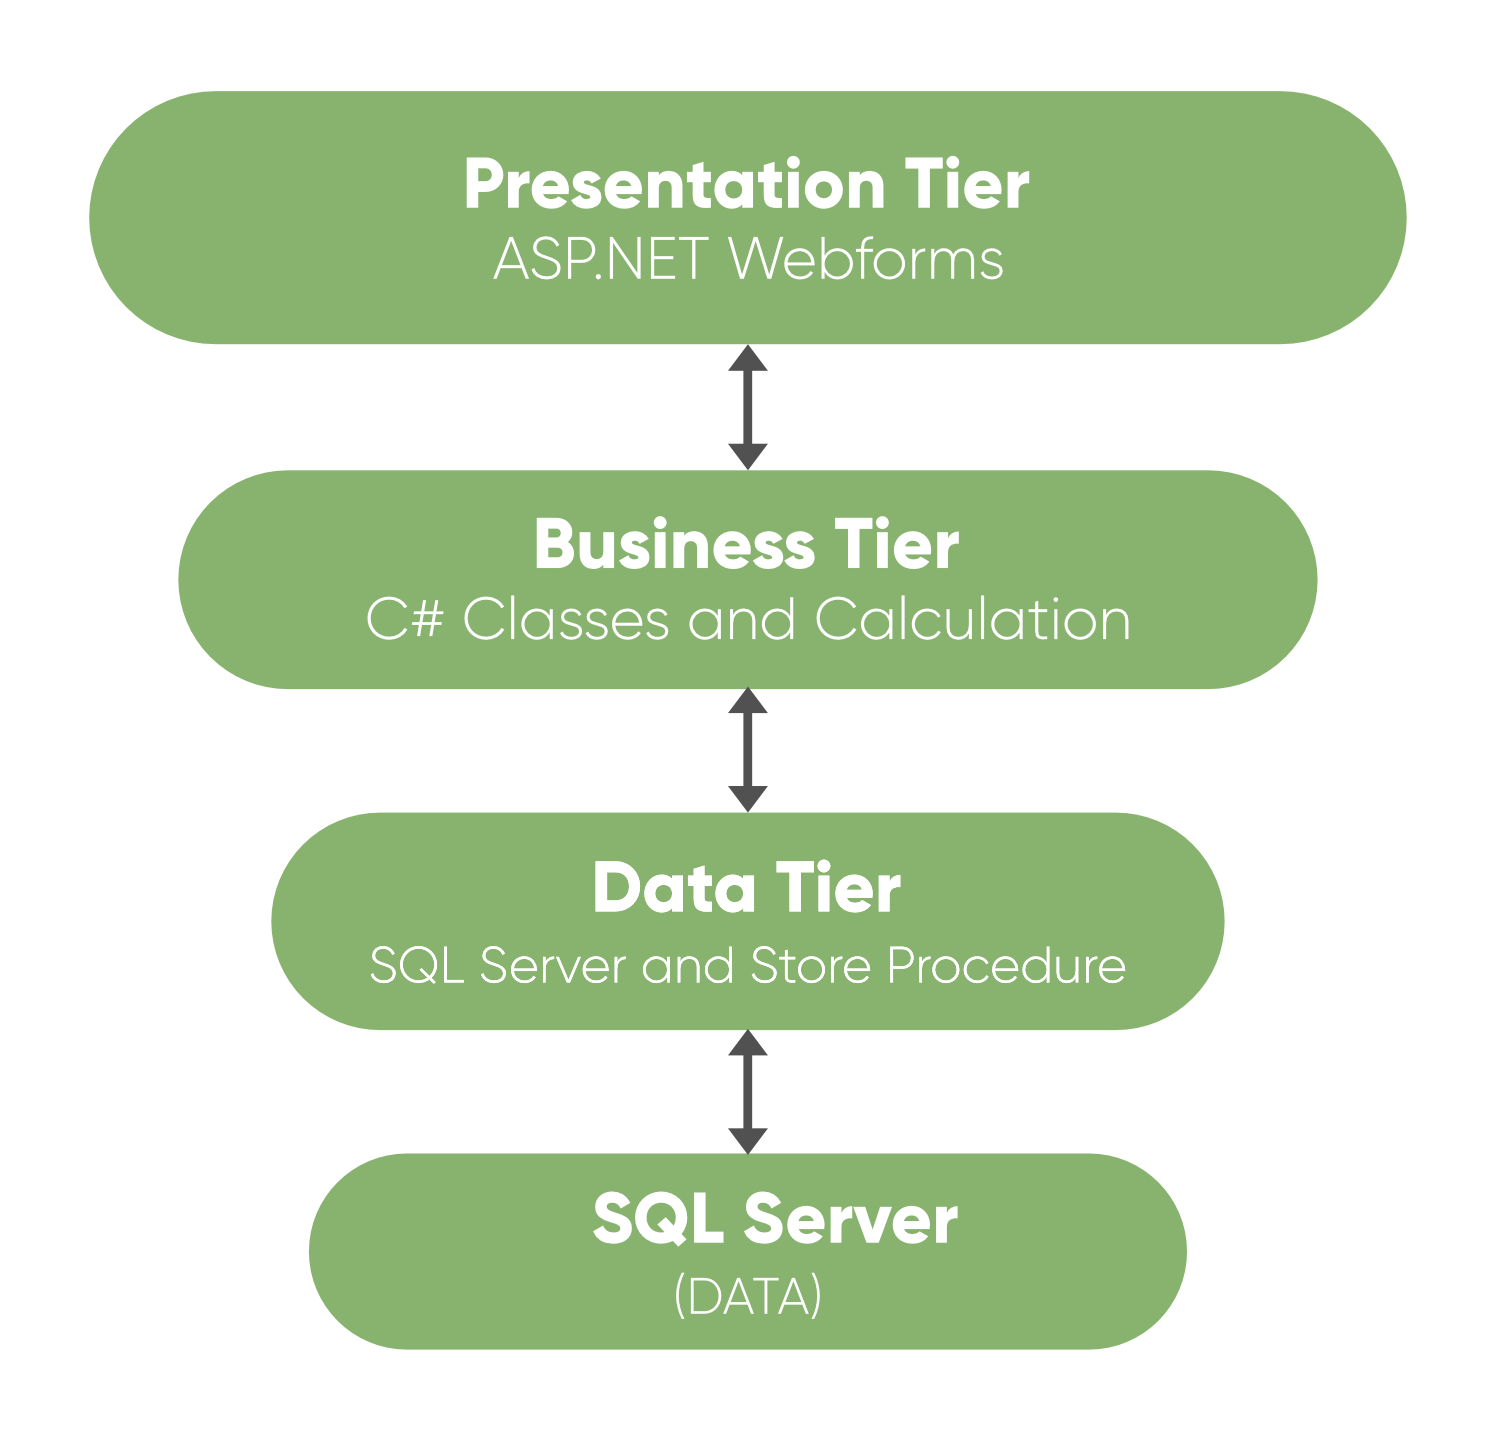 Presentation Tier
ASP.NET Webforms
Business Tier
C# Classes and Calculation
Data Tier
SQL Server and Store Procedure
SQL Server
(DATA)